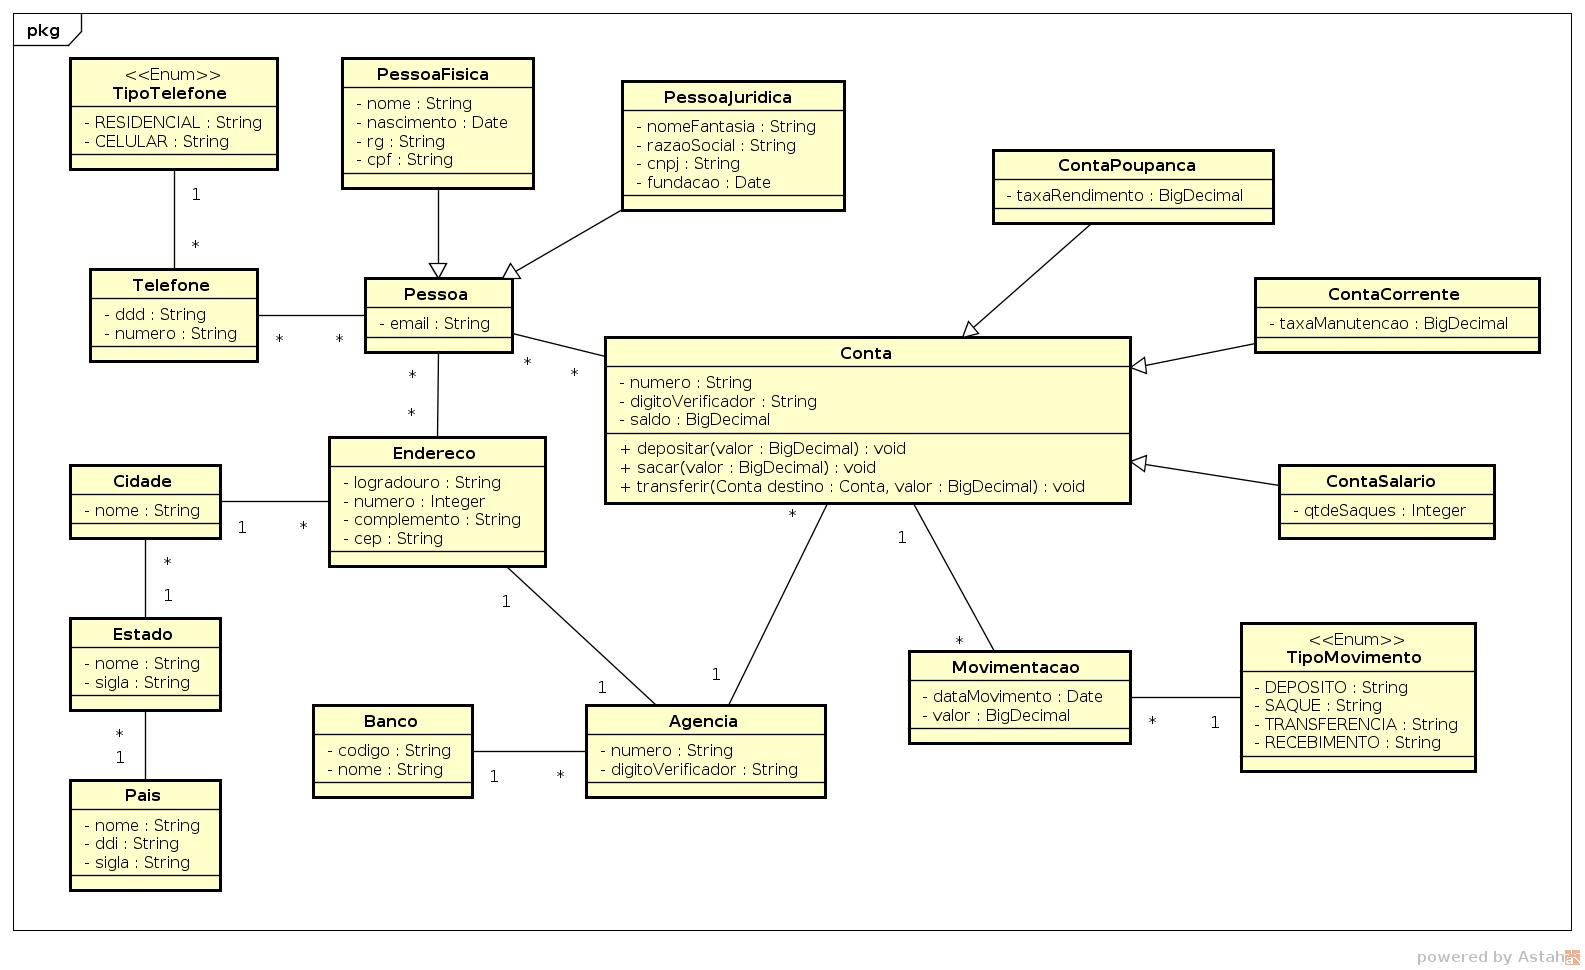 pkg
<<Enum>>
TipoTelefone
- RESIDENCIAL : String
- CELULAR : String
1
*
PessoaFisica
- nome : String
- nascimento : Date
- rg : String
- cpf : String
PessoaJuridica
- nomeFantasia : String
- razaoSocial : String
- cnpj : String
- fundacao : Date
ContaPoupanca
- taxaRendimento : BigDecimal
Telefone
- ddd : String
- numero : String
*
*
Pessoa
- email : String
*
*
*
*
ContaCorrente
- taxaManutencao : BigDecimal
Conta
- numero : String
- digitoVerificador : String
- saldo : BigDecimal
+ depositar(valor : BigDecimal) : void
+ sacar(valor : BigDecimal) : void
+ transferir(Conta destino : Conta, valor : BigDecimal) : void
ContaSalario
- qtdeSaques : Integer
Cidade
- nome : String
1
*
Endereco
- logradouro : String
- numero : Integer
- complemento : String
- cep : String
*
1
*
1
1
1
1
*
Estado
- nome : String
- sigla : String
*
1
Pais
- nome : String
- ddi : String
- sigla : String
Banco
- codigo : String
- nome : String
1
*
Agencia
- numero : String
- digitoVerificador : String
Movimentacao
- dataMovimento : Date
- valor : BigDecimal
*
1
<<Enum>>
TipoMovimento
- DEPOSITO : String
- SAQUE : String
- TRANSFERENCIA : String
- RECEBIMENTO : String
powered by Astah